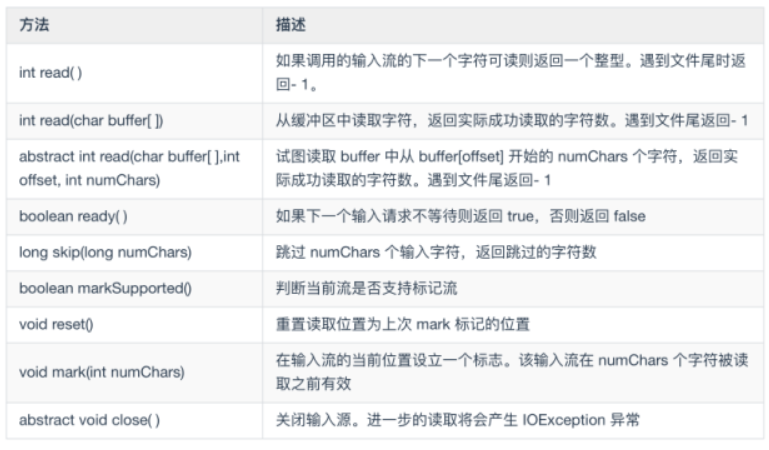 方法 描述
int read( ) 如果调用的输入流的下一个字符可读则返回一个整型。遇到文件尾时返
回- 1。
int read(char buffer[ ]) 从缓冲区中读取字符，返回实际成功读取的字符数。遇到文件尾返回- 1
abstract int read(char buffer[ ],int 试图读取 buffer 中从 buffer[offset] 开始的 numChars 个字符，返回实
offset, int numChars) 际成功读取的字符数。遇到文件尾返回- 1
boolean ready( ) 如果下一个输入请求不等待则返回 true，否则返回 false
long skip(long numChars) 跳过 numChars 个输入字符，返回跳过的字符数
boolean markSupported() 判断当前流是否支持标记流
void reset() 重置读取位置为上次 mark 标记的位置
void mark(int numChars) 在输入流的当前位置设立一个标志。该输入流在 numChars 个字符被读
取之前有效
abstract void close( ) 关闭输入源。进一步的读取将会产生 IOException 异常